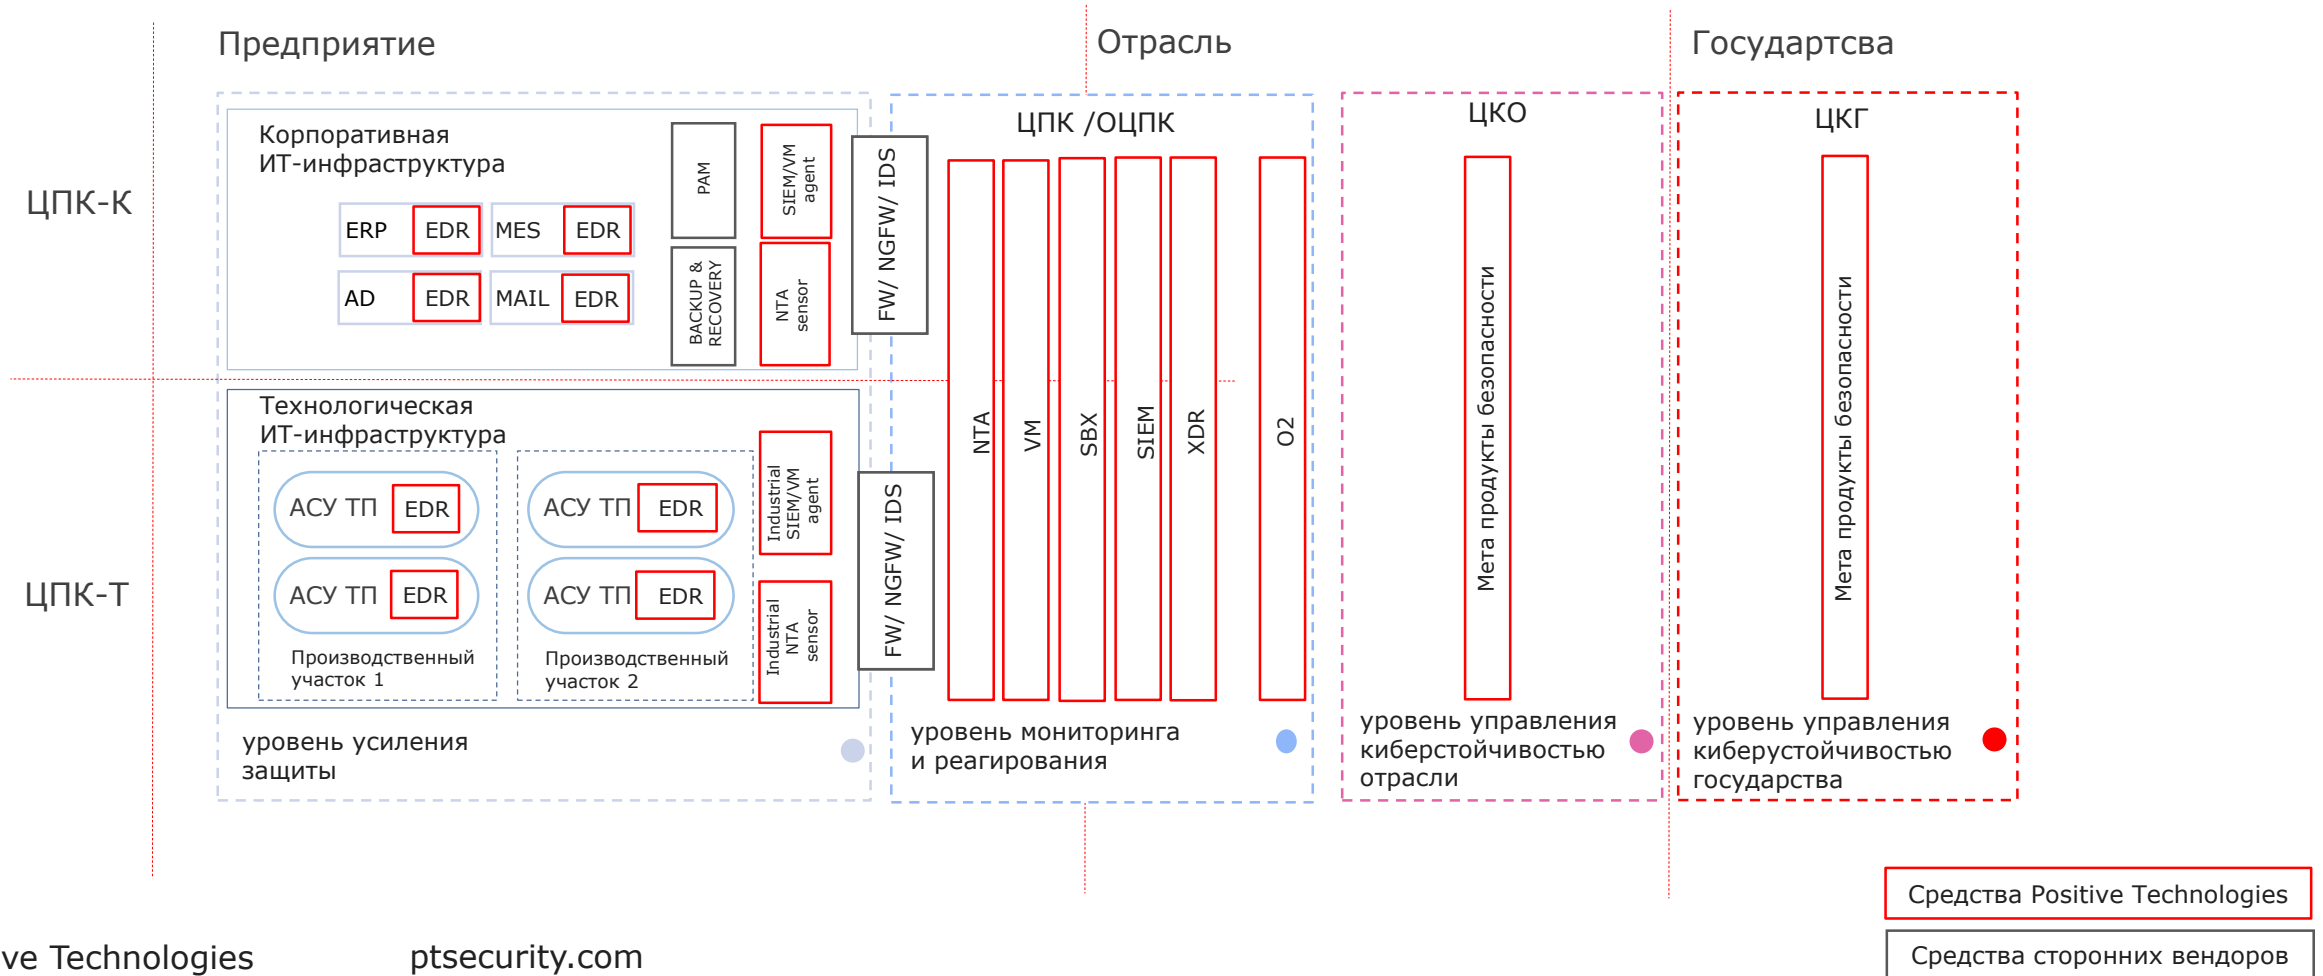 Предприятие
Отрасль
Государтсва
ЦПК-К
ЦПК-Т
Корпоративная
ИТ-инфраструктура
ERP
EDR
MES
EDR
AD
EDR
MAIL
EDR
PAM
BACKUP &
RECOVERY
SIEM/VM
agent
NTA
sensor
FW/ NGFW/ IDS
Технологическая
ИТ-инфраструктура
АСУ ТП
EDR
АСУ ТП
EDR
Производственный
участок 1
АСУ ТП
EDR
АСУ ТП
EDR
Производственный
участок 2
Industrial
SIEM/VM
agent
Industrial
NTA
sensor
FW/ NGFW/ IDS
уровень усиления
защиты
ЦПК /ОЦПК
NTA
VM
SBX
SIEM
XDR
O2
уровень мониторинга
и реагирования
ЦКО
Мета продукты безопасности
уровень управления
киберстойчивостью
отрасли
ЦКГ
Мета продукты безопасности
уровень управления
киберустойчивостью
государства
Средства Positive Technologies
Средства сторонних вендоров
ve Technologies
ptsecurity.com